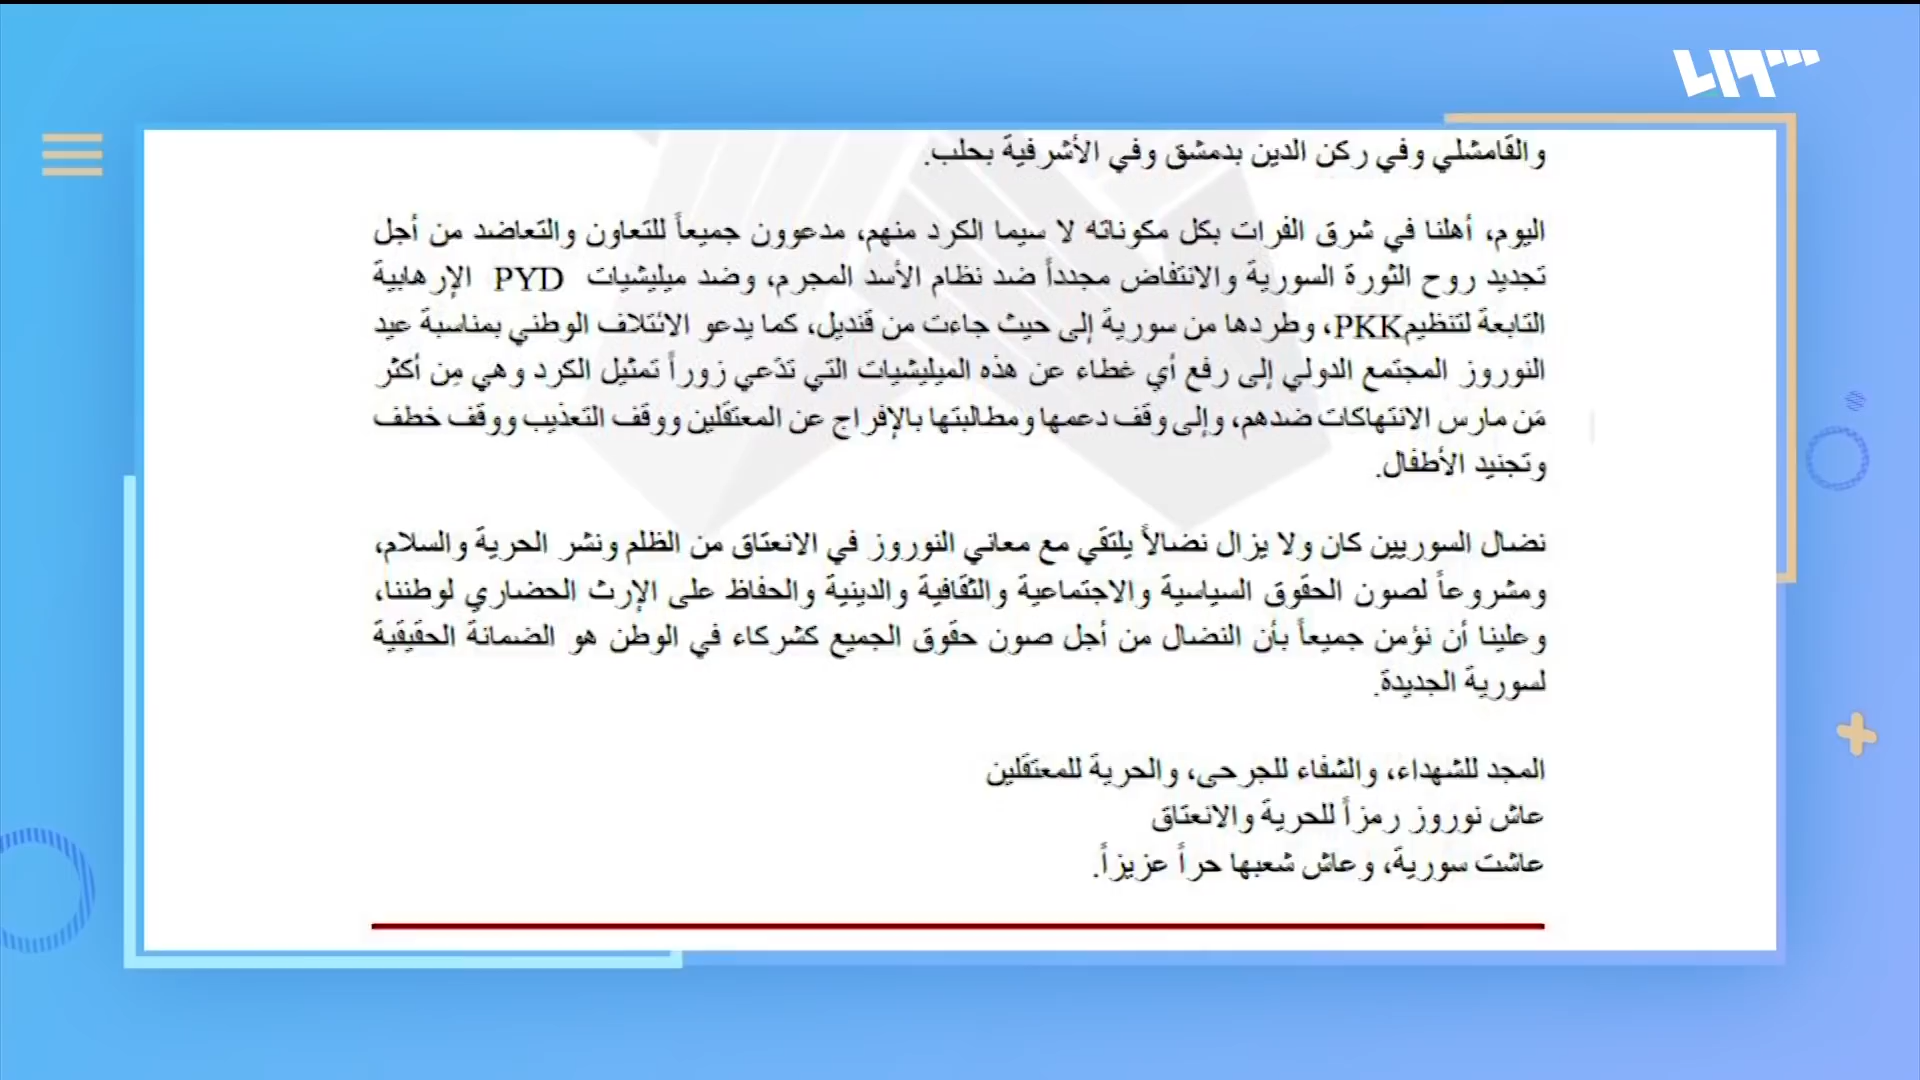 والقامشلي وفي ركن الدين بدمشق وفي الأشرفية بحلب.
اليوم، أهلنا في شرق الفرات بكل مكوناته لا سيما الكرد منهم، مدعوون جميعاً للتعاون والتعاضد من أجل
تجديد روح الثورة السورية والانتفاض مجدداً ضد نظام الأسد المجرم، وضد ميليشيات PYD الإرهابية
التابعة لتنظيمPKK، وطردها من سورية إلى حيث جاءت من قنديل، كما يدعو الائتلاف الوطني بمناسبة عيد
النوروز المجتمع الدولي إلى رفع أي غطاء عن هذه الميليشيات التي تدّعي زوراً تمثيل الكرد وهي مِن أكثر
مَن مارس الانتهاكات ضدهم، وإلى وقف دعمها ومطالبتها بالإفراج عن المعتقلين ووقف التعذيب ووقف خطف
وتجنيد الأطفال.
نضال السوريين كان ولا يزال نضالاً يلتقي مع معاني النوروز في الانعتاق من الظلم ونشر الحرية والسلام،
ومشروعاً لصون الحقوق السياسية والاجتماعية والثقافية والدينية والحفاظ على الإرث الحضاري لوطننا،
وعلينا أن نؤمن جميعاً بأن النضال من أجل صون حقوق الجميع كشركاء في الوطن هو الضمانة الحقيقية
لسورية الجديدة.
المجد للشهداء، والشفاء للجرحى، والحرية للمعتقلين
عاش نوروز رمزاً للحرية والانعتاق
عاشت سورية، وعاش شعبها حراً عزيزاً.